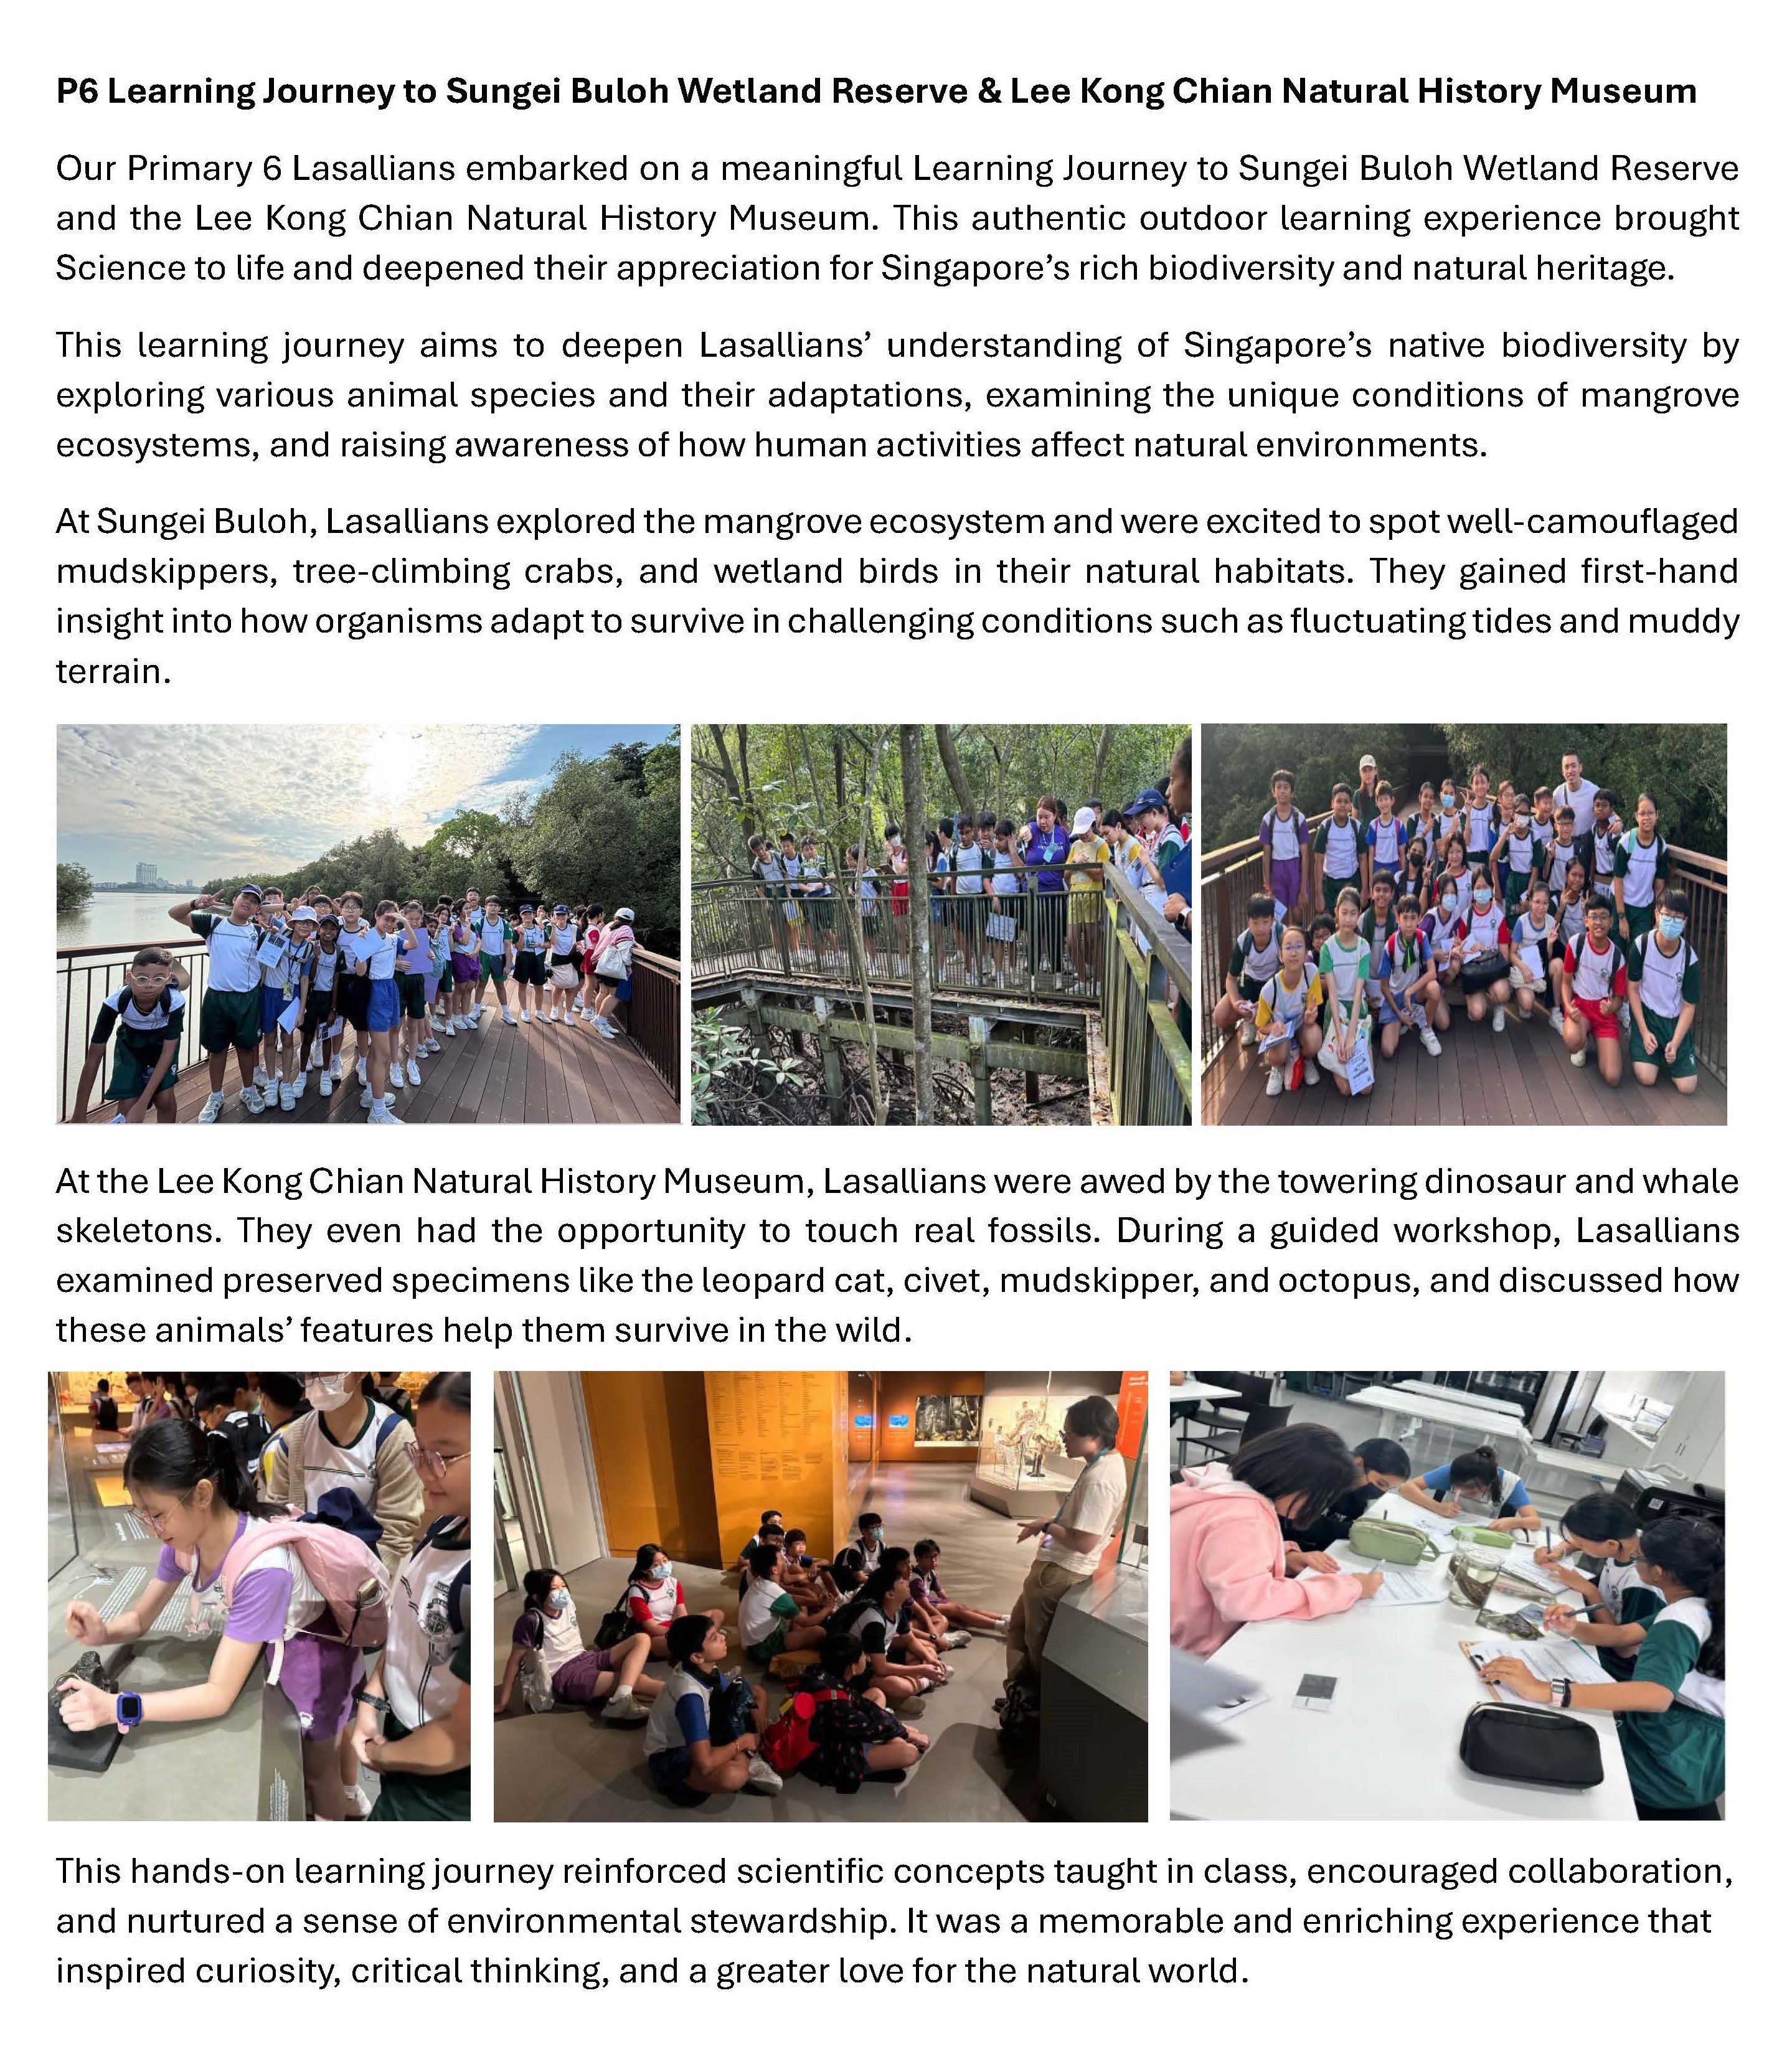 P6 Learning Journey to Sungei Buloh Wetland Reserve & Lee Kong Chian Natural History Museum
Our Primary 6 Lasallians embarked on a meaningful Learning Journey to Sungei Buloh Wetland Reserve
and the Lee Kong Chian Natural History Museum. This authentic outdoor learning experience brought
Science to life and deepened their appreciation for Singapore’s rich biodiversity and natural heritage.
This learning journey aims to deepen Lasallians’ understanding of Singapore’s native biodiversity by
exploring various animal species and their adaptations, examining the unique conditions of mangrove
ecosystems, and raising awareness of how human activities affect natural environments.
At Sungei Buloh, Lasallians explored the mangrove ecosystem and were excited to spot well-camouflaged
mudskippers, tree-climbing crabs, and wetland birds in their natural habitats. They gained first-hand
insight into how organisms adapt to survive in challenging conditions such as fluctuating tides and muddy
terrain.
At the Lee Kong Chian Natural History Museum, Lasallians were awed by the towering dinosaur and whale
skeletons. They even had the opportunity to touch real fossils. During a guided workshop, Lasallians
examined preserved specimens like the leopard cat, civet, mudskipper, and octopus, and discussed how
these animals’ features help them survive in the wild.
This hands-on learning journey reinforced scientific concepts taught in class, encouraged collaboration,
and nurtured a sense of environmental stewardship. It was a memorable and enriching experience that
inspired curiosity, critical thinking, and a greater love for the natural world.